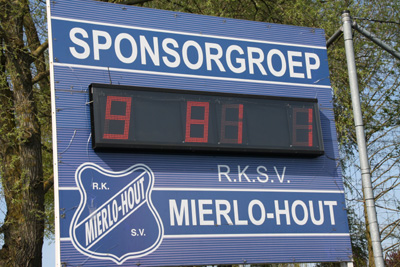 SPONSORGROEP
R.K.S.V.
MIERLO-HOUT
R.K.
MIERLO-HOUT
S.V.